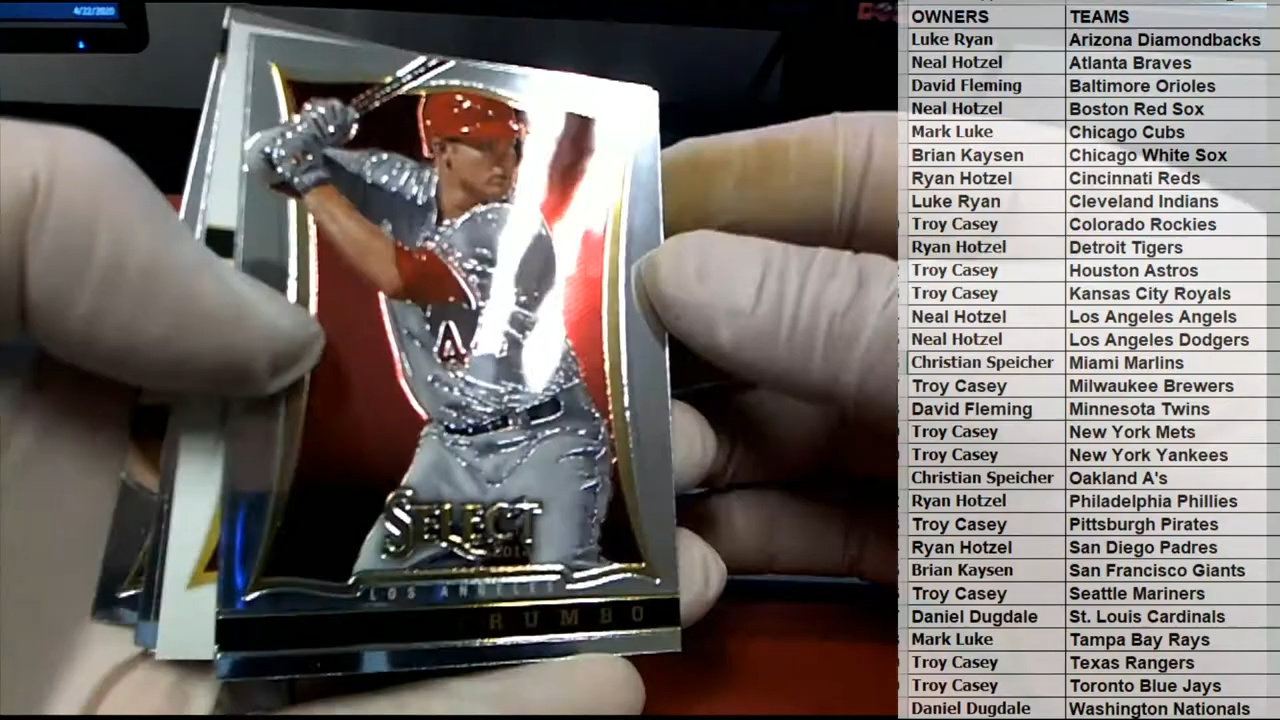 4/22/2020
OWNERS TEAMS
Luke Ryan Arizona Diamondbacks
Neal Hotzel Atlanta Braves
David Fleming Baltimore Orioles
Neal Hotzel Boston Red Sox
Mark Luke Chicago Cubs
Brian Kaysen Chicago White Sox
Ryan Hotzel Cincinnati Reds
Luke Ryan Cleveland Indians
Troy Casey Colorado Rockies
Ryan Hotzel Detroit Tigers
Troy Casey Houston Astros
Troy Casey Kansas City Royals
Neal Hotzel Los Angeles Angels
Neal Hotzel Los Angeles Dodgers
Christian Speicher Miami Marlins
Troy Casey Milwaukee Brewers
David Fleming Minnesota Twins
Troy Casey New York Mets
Troy Casey New York Yankees
Christian Speicher Oakland A's
Ryan Hotzel Philadelphia Phillies
Troy Casey Pittsburgh Pirates
Ryan Hotzel San Diego Padres
Brian Kaysen San Francisco Giants
Troy Casey Seattle Mariners
Daniel Dugdale St. Louis Cardinals
Mark Luke Tampa Bay Rays
Troy Casey Texas Rangers
Troy Casey Toronto Blue Jays
Daniel Dugdale Washington Nationals
A
SELECT
LOS ANGELES
RUMBO